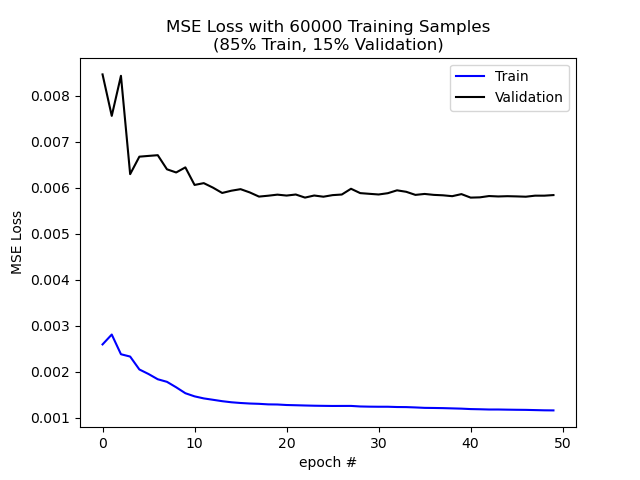 MSE Loss with 60000 Training Samples
(85% Train, 15% Validation)
Train
Validation
0.008
0.007
0.006
0.005
0.004
0.003
0.002
0.001
MSE Loss
0 10 20 30 40 50
epoch #